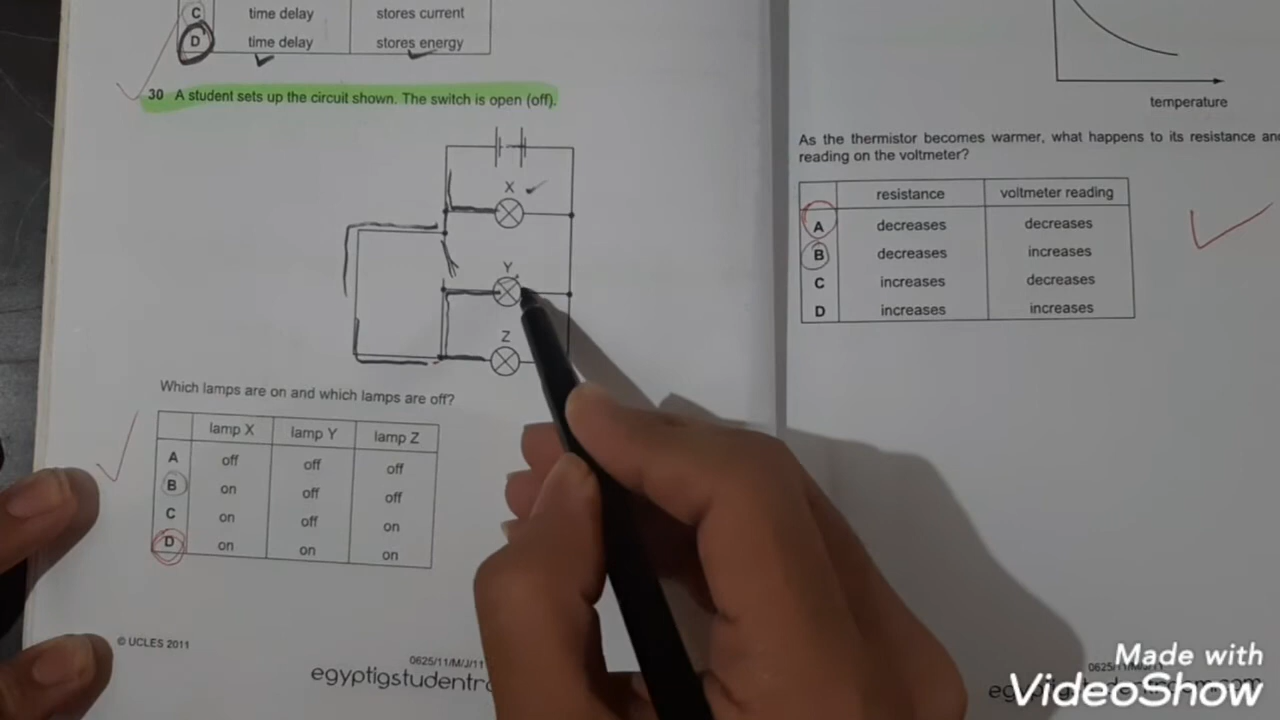 C time delay stores current
D time delay stores energy
30 A student sets up the circuit shown. The switch is open (off).
X
Y
Z
Which lamps are on and which lamps are off?
lamp X lamp Y lamp Z
A off off off
B on off off
C on off on
D on on on
© UCLES 2011
0625/11/M/J/11
egyptigstudentr
temperature
As the thermistor becomes warmer, what happens to its resistance an
reading on the voltmeter?
resistance voltmeter reading
A decreases decreases
B decreases increases
C increases decreases
D increases increases
Made with
VideoShow